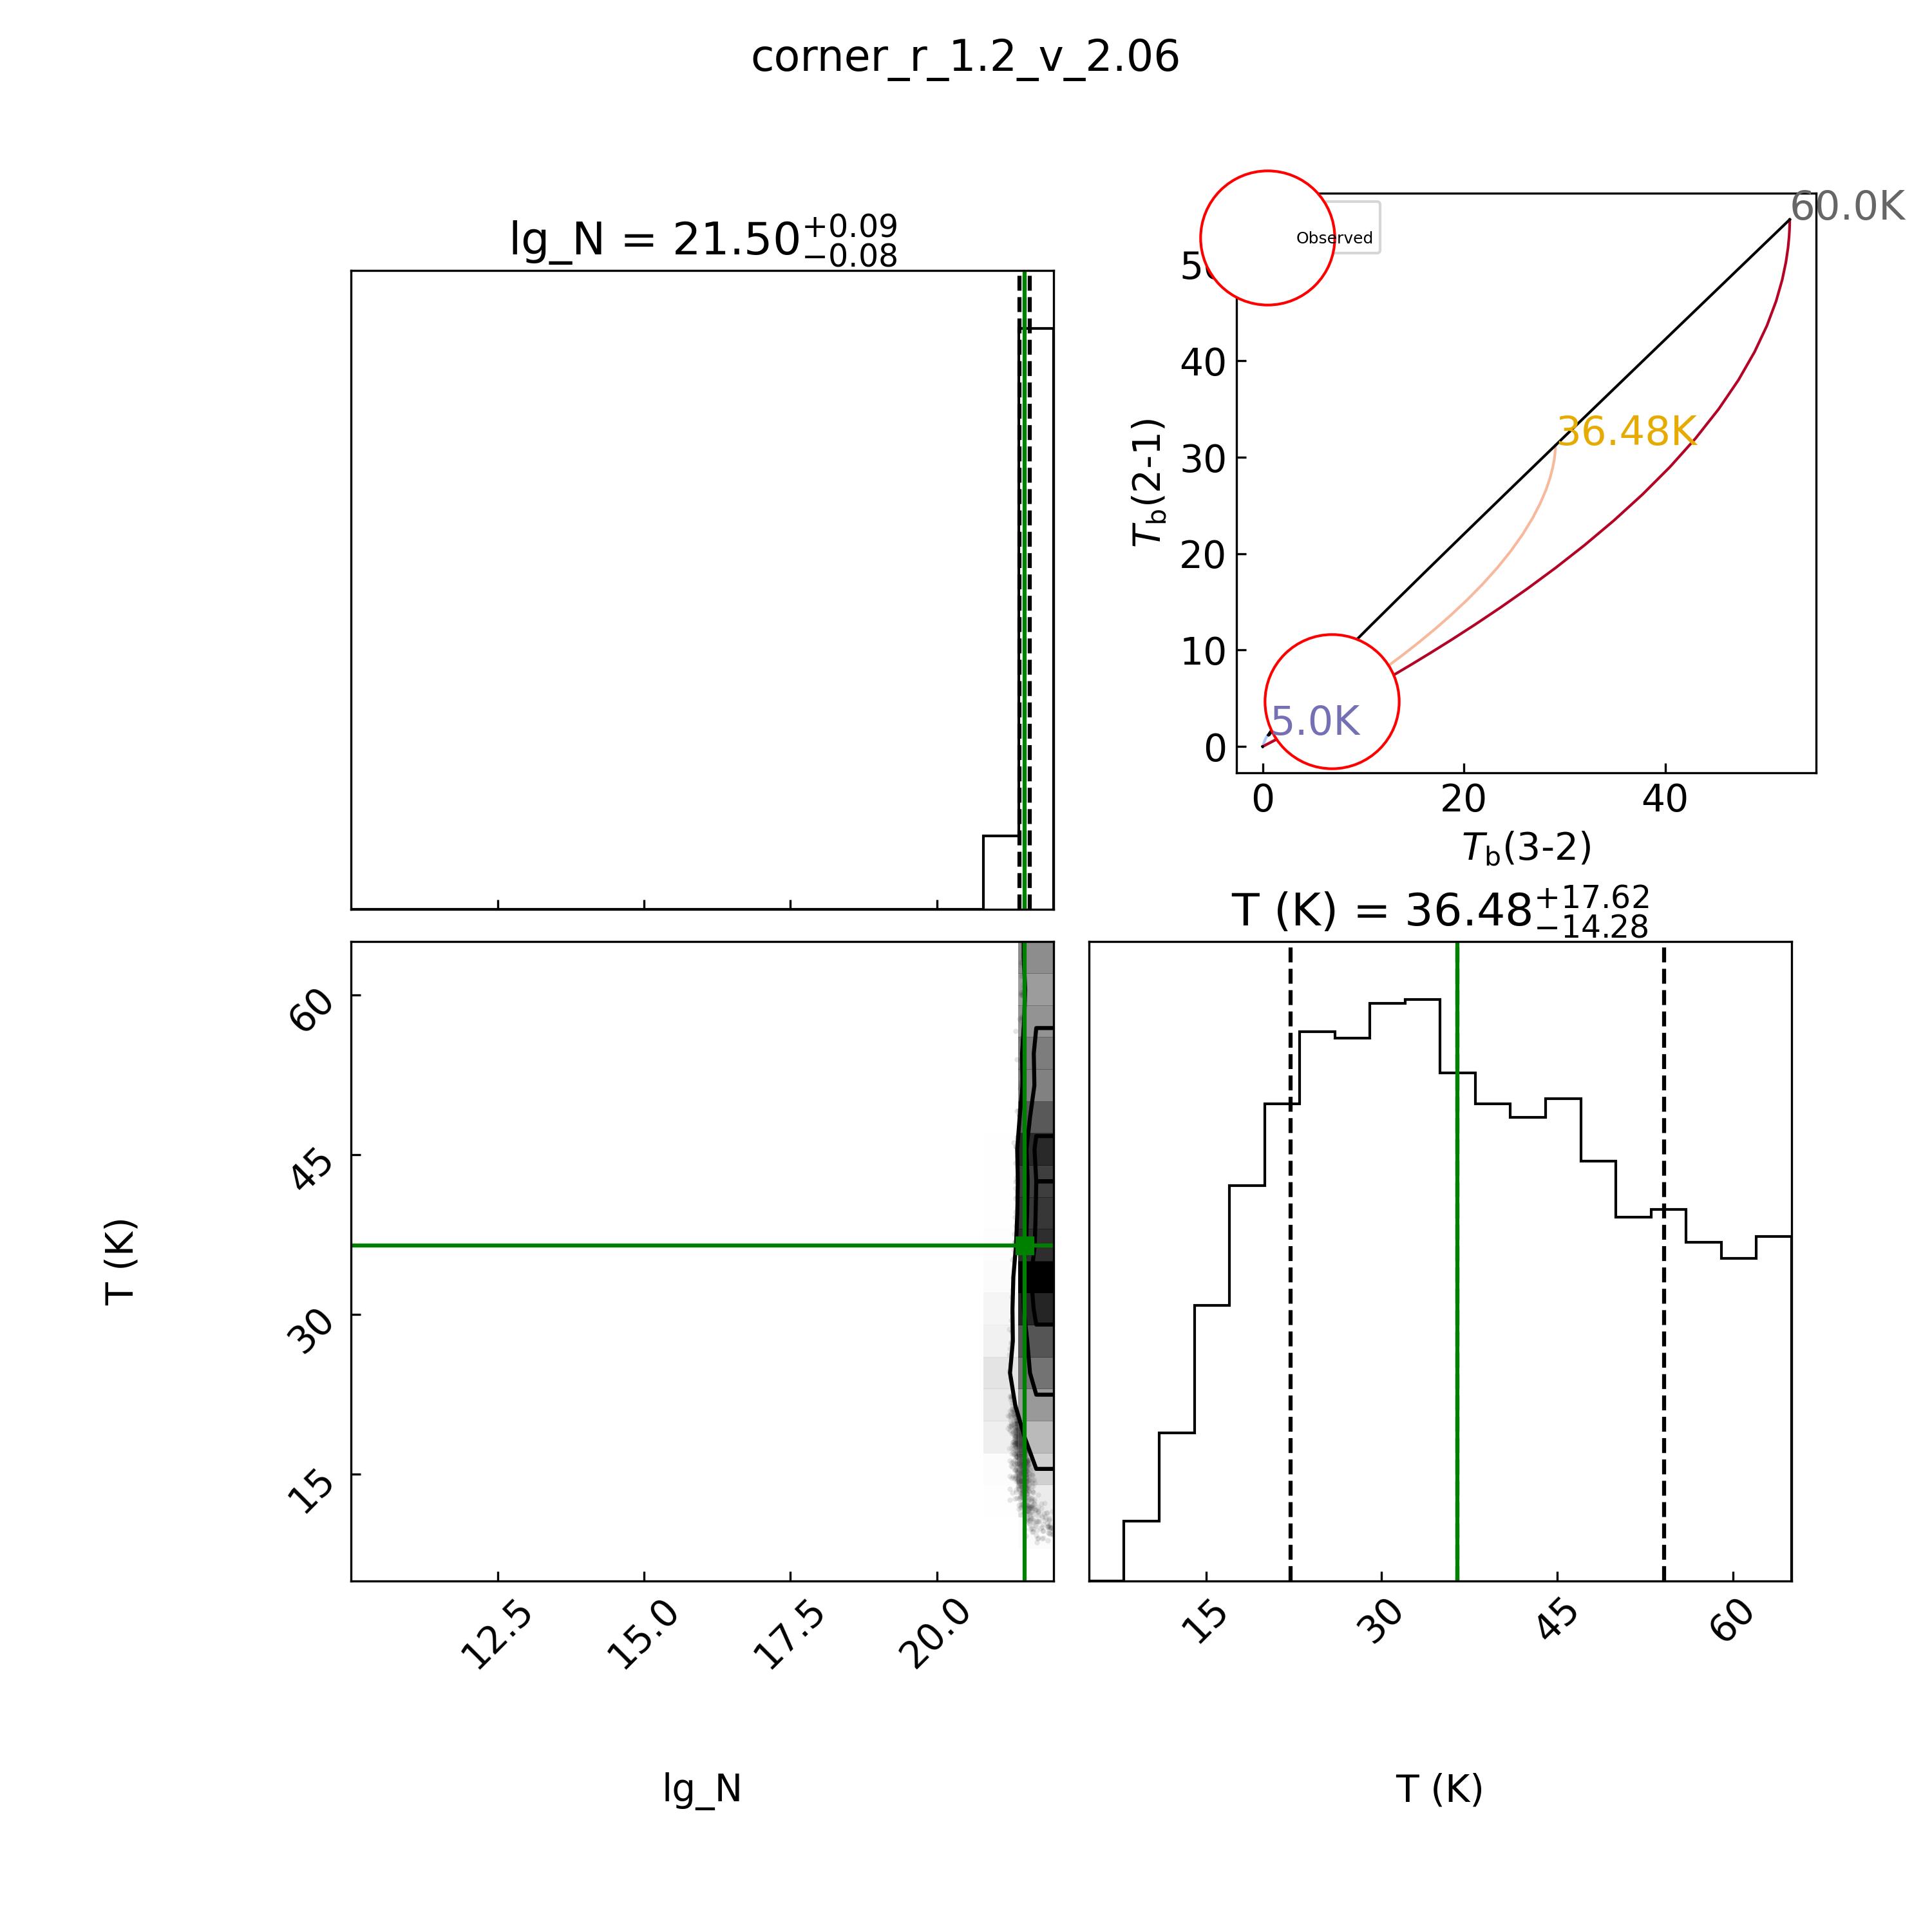 corner_r_1.2_v_2.06
lg_N = 21.50 +0.09 −0.08
Observed
60.0K
40
30
20
10
0
T_b(2-1)
36.48K
5.0K
0 20 40
T_b(3-2)
T (K) = 36.48 +17.62 −14.28
60
45
30
15
T (K)
12.5 15.0 17.5 20.0
lg_N
15 30 45 60
T (K)